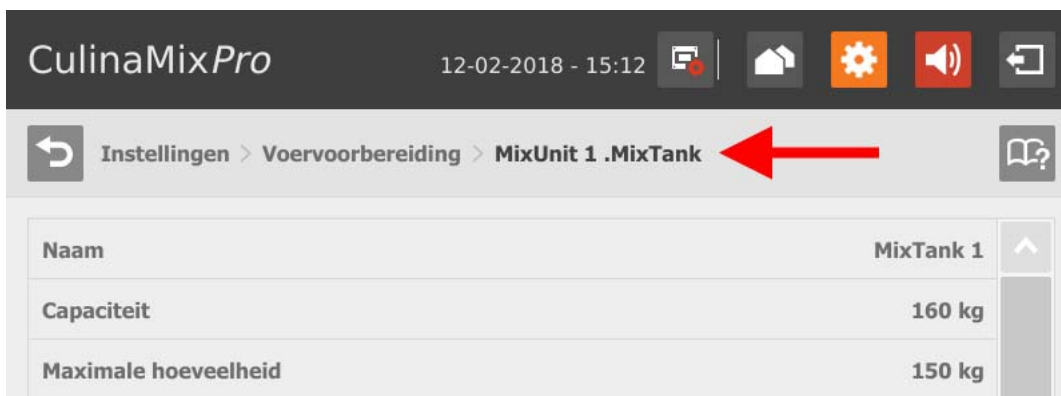 CulinaMixPro 12-02-2018 - 15:12
Instellingen > Voervoorbereiding > MixUnit 1 .MixTank
Naam MixTank 1
Capaciteit 160 kg
Maximale hoeveelheid 150 kg